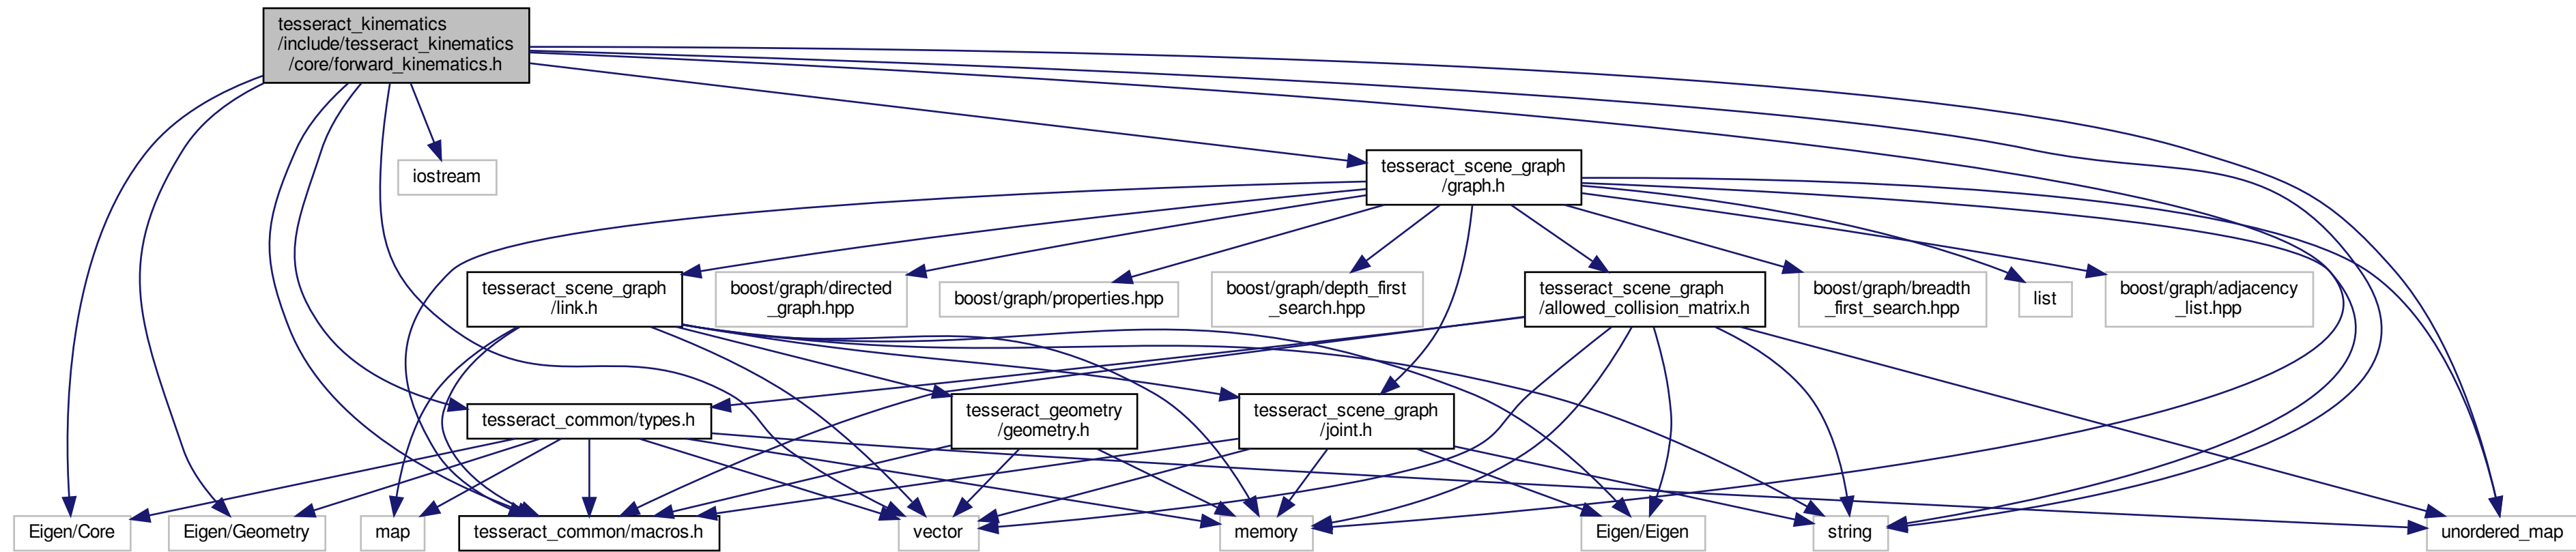 tesseract_kinematics
/include/tesseract_kinematics
/core/forward_kinematics.h
iostream
tesseract_scene_graph
/graph.h
tesseract_scene_graph
/link.h
boost/graph/directed
_graph.hpp
boost/graph/properties.hpp
boost/graph/depth_first
_search.hpp
tesseract_scene_graph
/allowed_collision_matrix.h
boost/graph/breadth
_first_search.hpp
list
boost/graph/adjacency
_list.hpp
tesseract_common/types.h
tesseract_geometry
/geometry.h
tesseract_scene_graph
/joint.h
Eigen/Core
Eigen/Geometry
map
tesseract_common/macros.h
vector
memory
Eigen/Eigen
string
unordered_map